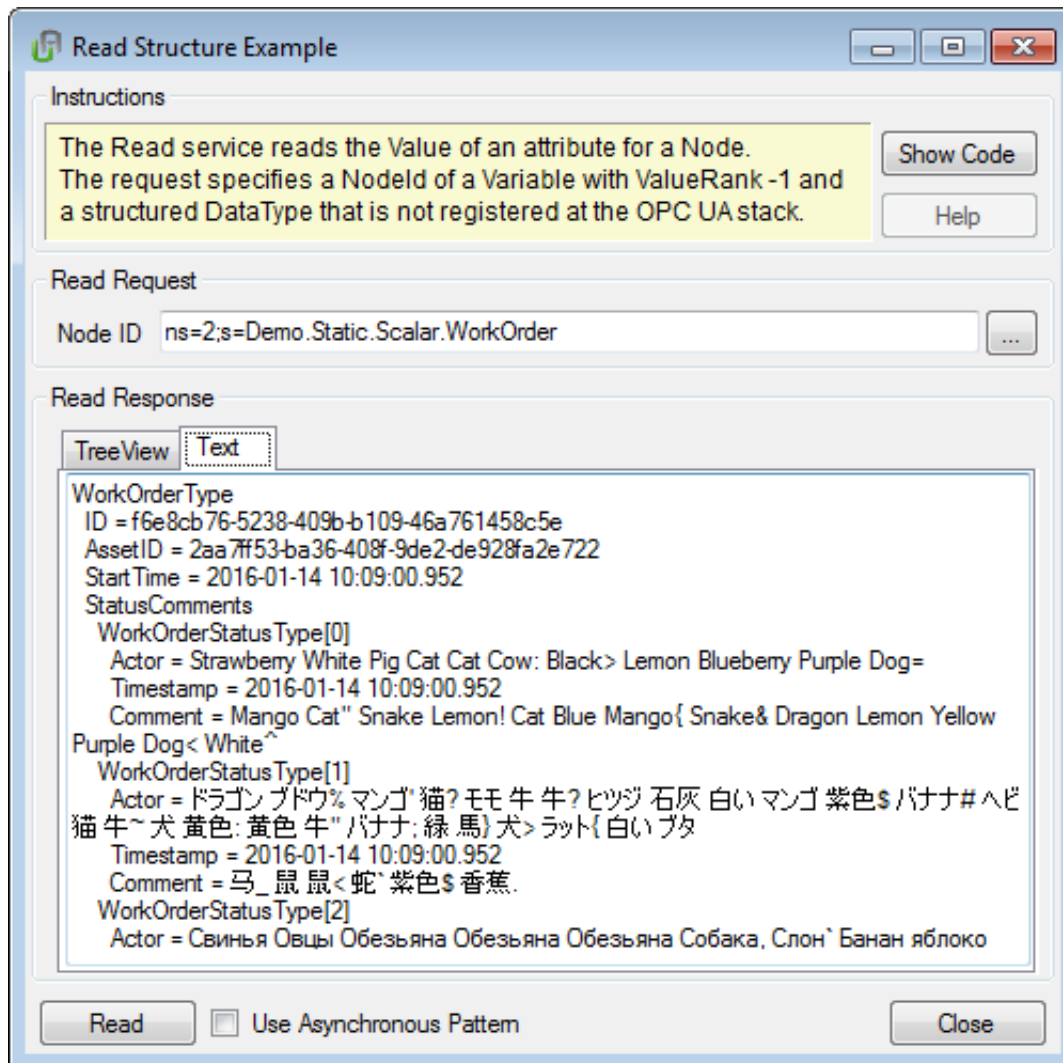 Read Structure Example
Instructions
The Read service reads the Value of an attribute for a Node.
The request specifies a NodeId of a Variable with ValueRank -1 and
a structured DataType that is not registered at the OPC UA stack.
Show Code
Help
Read Request
Node ID
ns=2;s=Demo.Static.Scalar.WorkOrder
...
Read Response
TreeView
Text
WorkOrderType
ID = f6e8cb76-5238-409b-b109-46a761458c5e
AssetID = 2aa7ff53-ba36-408f-9de2-de928fa2e722
StartTime = 2016-01-14 10:09:00.952
StatusComments
WorkOrderStatusType[0]
Actor = Strawberry White Pig Cat Cat Cow: Black> Lemon Blueberry Purple Dog=
Timestamp = 2016-01-14 10:09:00.952
Comment = Mango Cat" Snake Lemon! Cat Blue Mango{ Snake& Dragon Lemon Yellow
Purple Dog< White^
WorkOrderStatusType[1]
Actor = ドラゴン ブドウ% マンゴ' 猫? モモ 牛 牛? ヒツジ 石灰 白い マンゴ 紫色$ バナナ# ヘビ
猫 牛~ 犬 黄色: 黄色 牛" バナナ; 緑 馬} 犬> ラット{ 白い ブタ
Timestamp = 2016-01-14 10:09:00.952
Comment = 马_ 鼠 鼠< 蛇` 紫色$ 香蕉.
WorkOrderStatusType[2]
Actor = Свинья Овцы Обезьяна Обезьяна Обезьяна Собака, Слон` Банан яблоко
Read
Use Asynchronous Pattern
Close